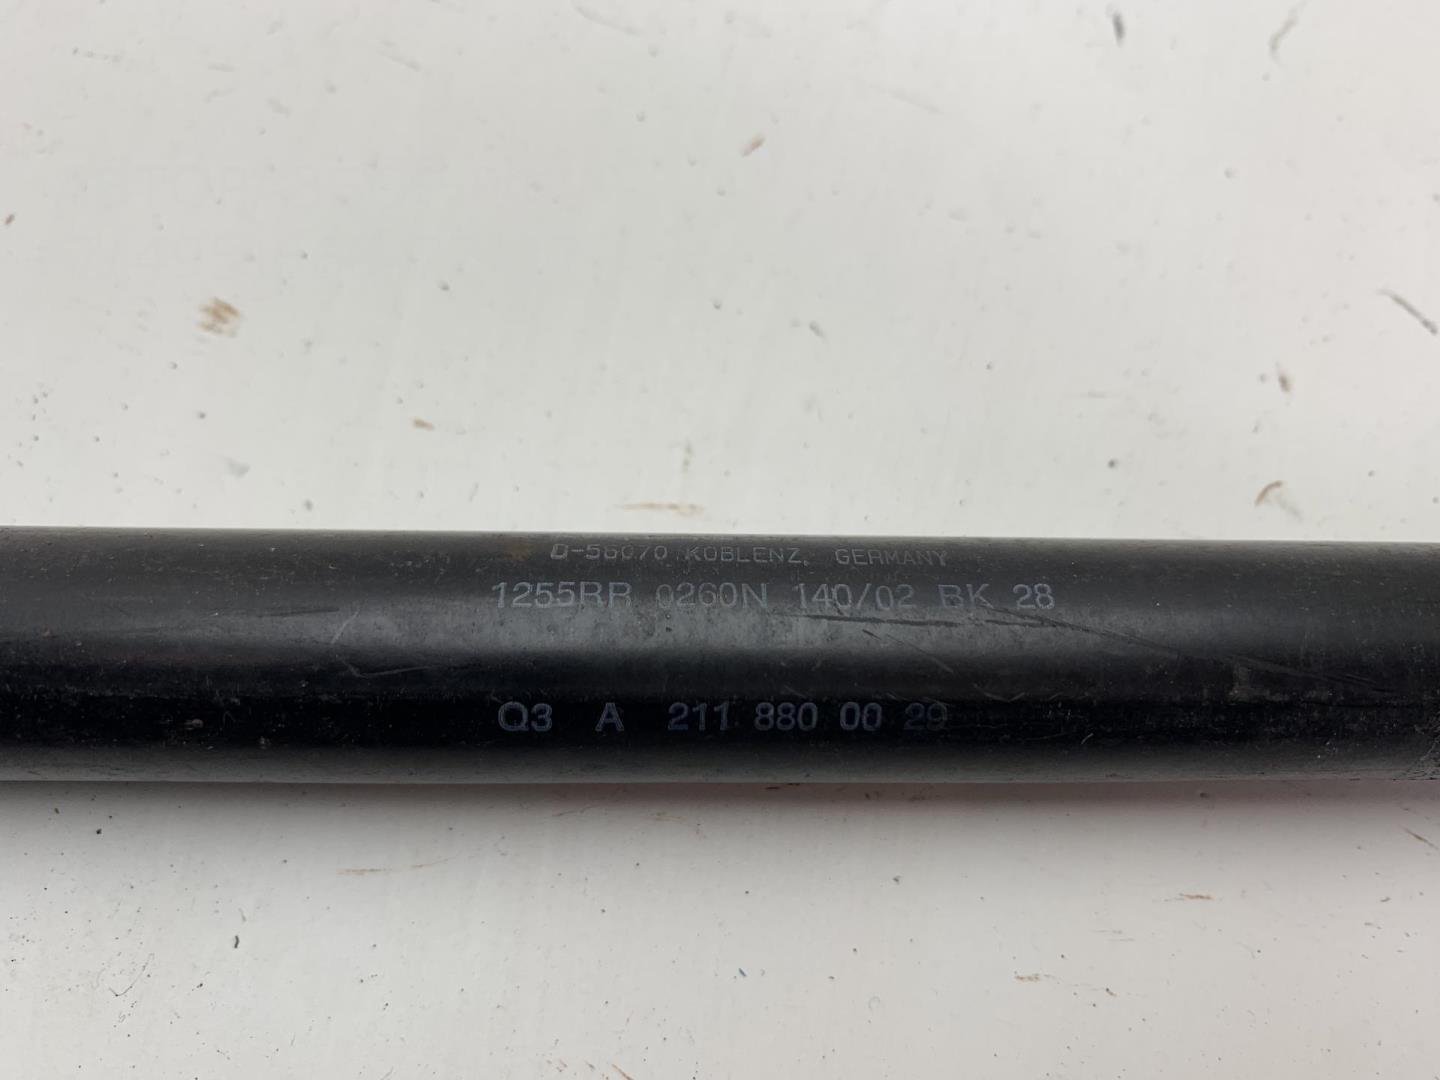 D-56070 KOBLENZ, GERMANY
1255RR 0260N 140/02 BK 28
Q3 A 211 880 00 29